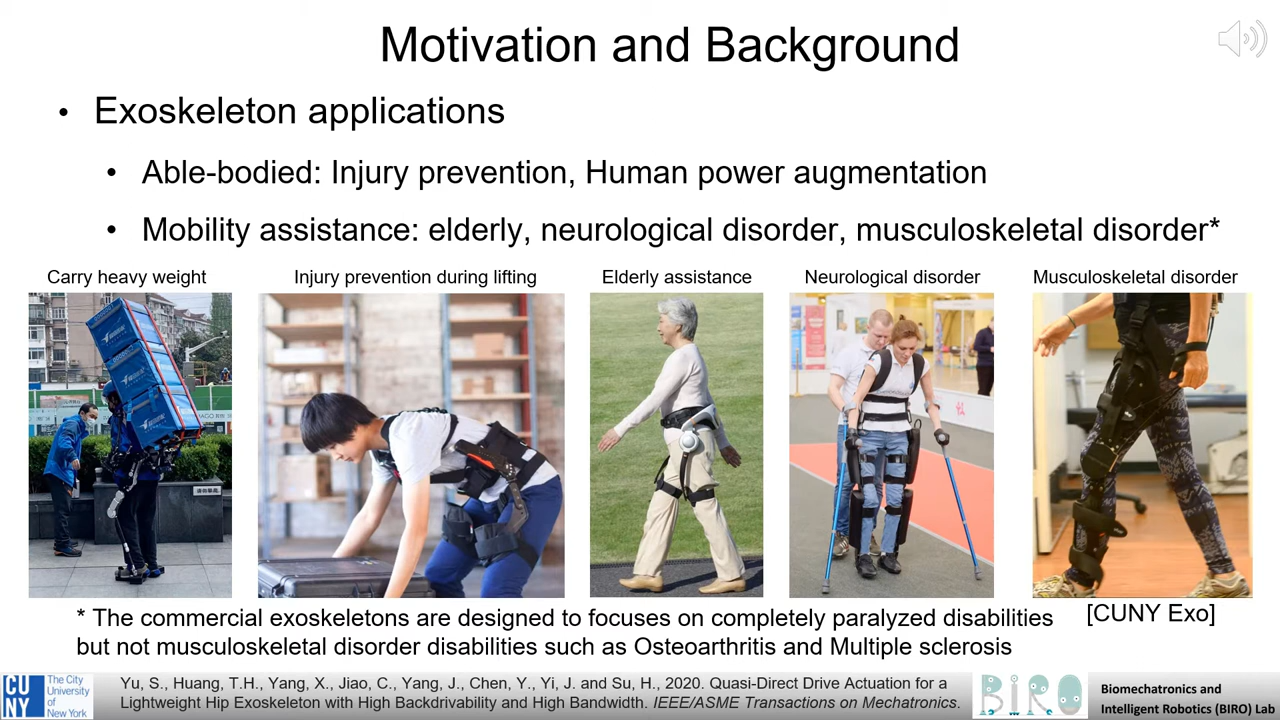 Motivation and Background
• Exoskeleton applications
• Able-bodied: Injury prevention, Human power augmentation
• Mobility assistance: elderly, neurological disorder, musculoskeletal disorder*
Carry heavy weight
Injury prevention during lifting
Elderly assistance
Neurological disorder
Musculoskeletal disorder
* The commercial exoskeletons are designed to focuses on completely paralyzed disabilities
but not musculoskeletal disorder disabilities such as Osteoarthritis and Multiple sclerosis
[CUNY Exo]
CU
NY
The City
University
of
New York
Yu, S., Huang, T.H., Yang, X., Jiao, C., Yang, J., Chen, Y., Yi, J. and Su, H., 2020. Quasi-Direct Drive Actuation for a
Lightweight Hip Exoskeleton with High Backdrivability and High Bandwidth. IEEE/ASME Transactions on Mechatronics.
BIRO
Biomechatronics and
Intelligent Robotics (BIRO) Lab